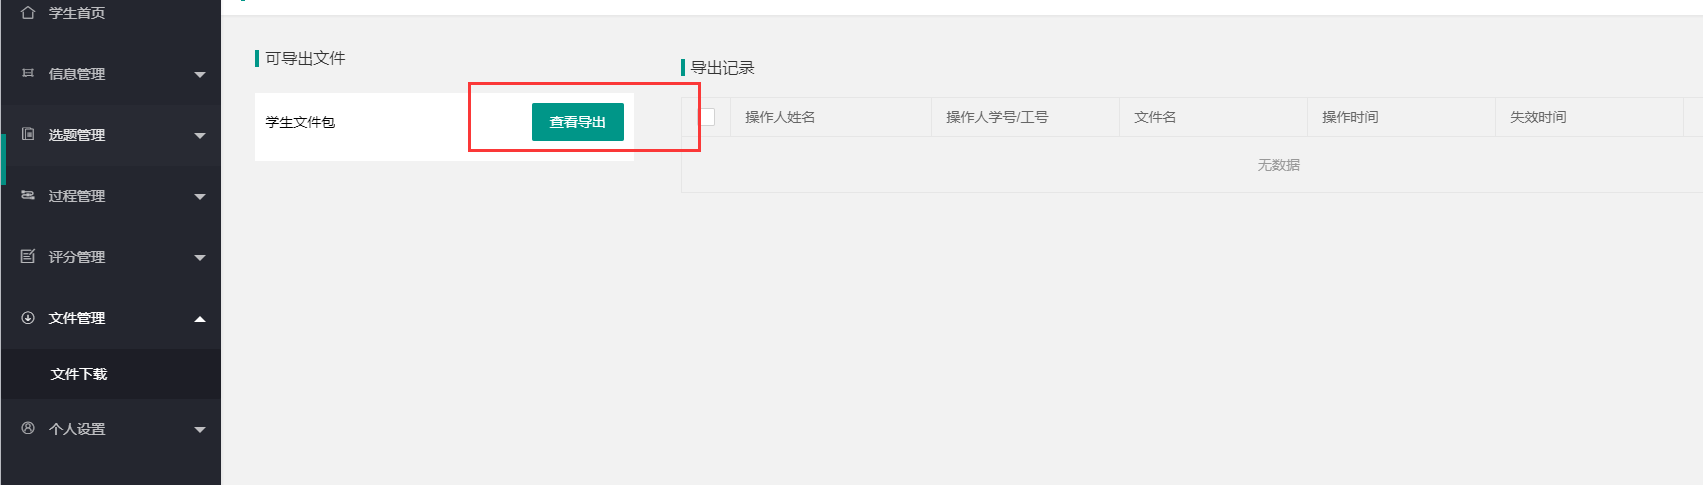 学生首页
信息管理
选题管理
过程管理
评分管理
文件管理
文件下载
个人设置
可导出文件
学生文件包
查看导出
导出记录
操作人姓名 操作人学号/工号 文件名 操作时间 失效时间
无数据